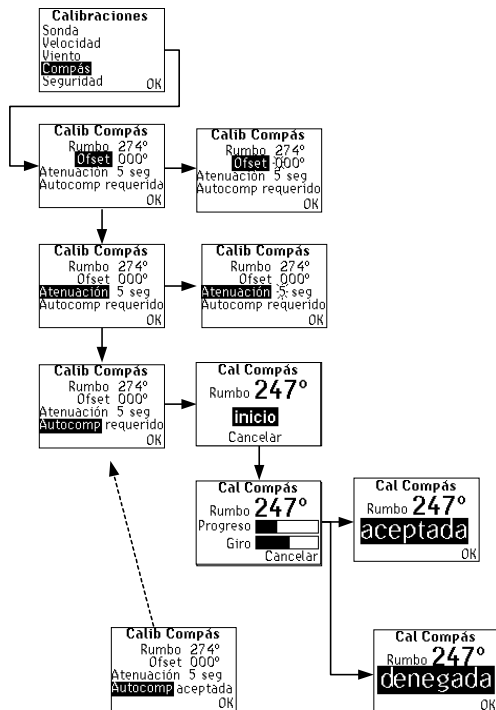 Calibraciones
Sonda
Velocidad
Viento
Compás
Seguridad
OK
Calib Compás
Rumbo 274°
Ofset 000°
Atenuación 5 seg
Autocomp requerida
OK
Calib Compás
Rumbo 274°
Ofset 000°
Atenuación 5 seg
Autocomp requerido
OK
Calib Compás
Rumbo 274°
Ofset 000°
Atenuación 5 seg
Autocomp requerido
OK
Calib Compás
Rumbo 274°
Ofset 000°
Atenuación 5 seg
Autocomp requerido
OK
Calib Compás
Rumbo 274°
Ofset 000°
Atenuación 5 seg
Autocomp requerido
OK
Cal Compás
Rumbo 247°
inicio
Cancelar
Cal Compás
Rumbo 247°
Progreso
Giro
Cancelar
Cal Compás
Rumbo 247°
aceptada
OK
Calib Compás
Rumbo 274°
Ofset 000°
Atenuación 5 seg
Autocomp aceptada
OK
Cal Compás
Rumbo 247°
denegada
OK